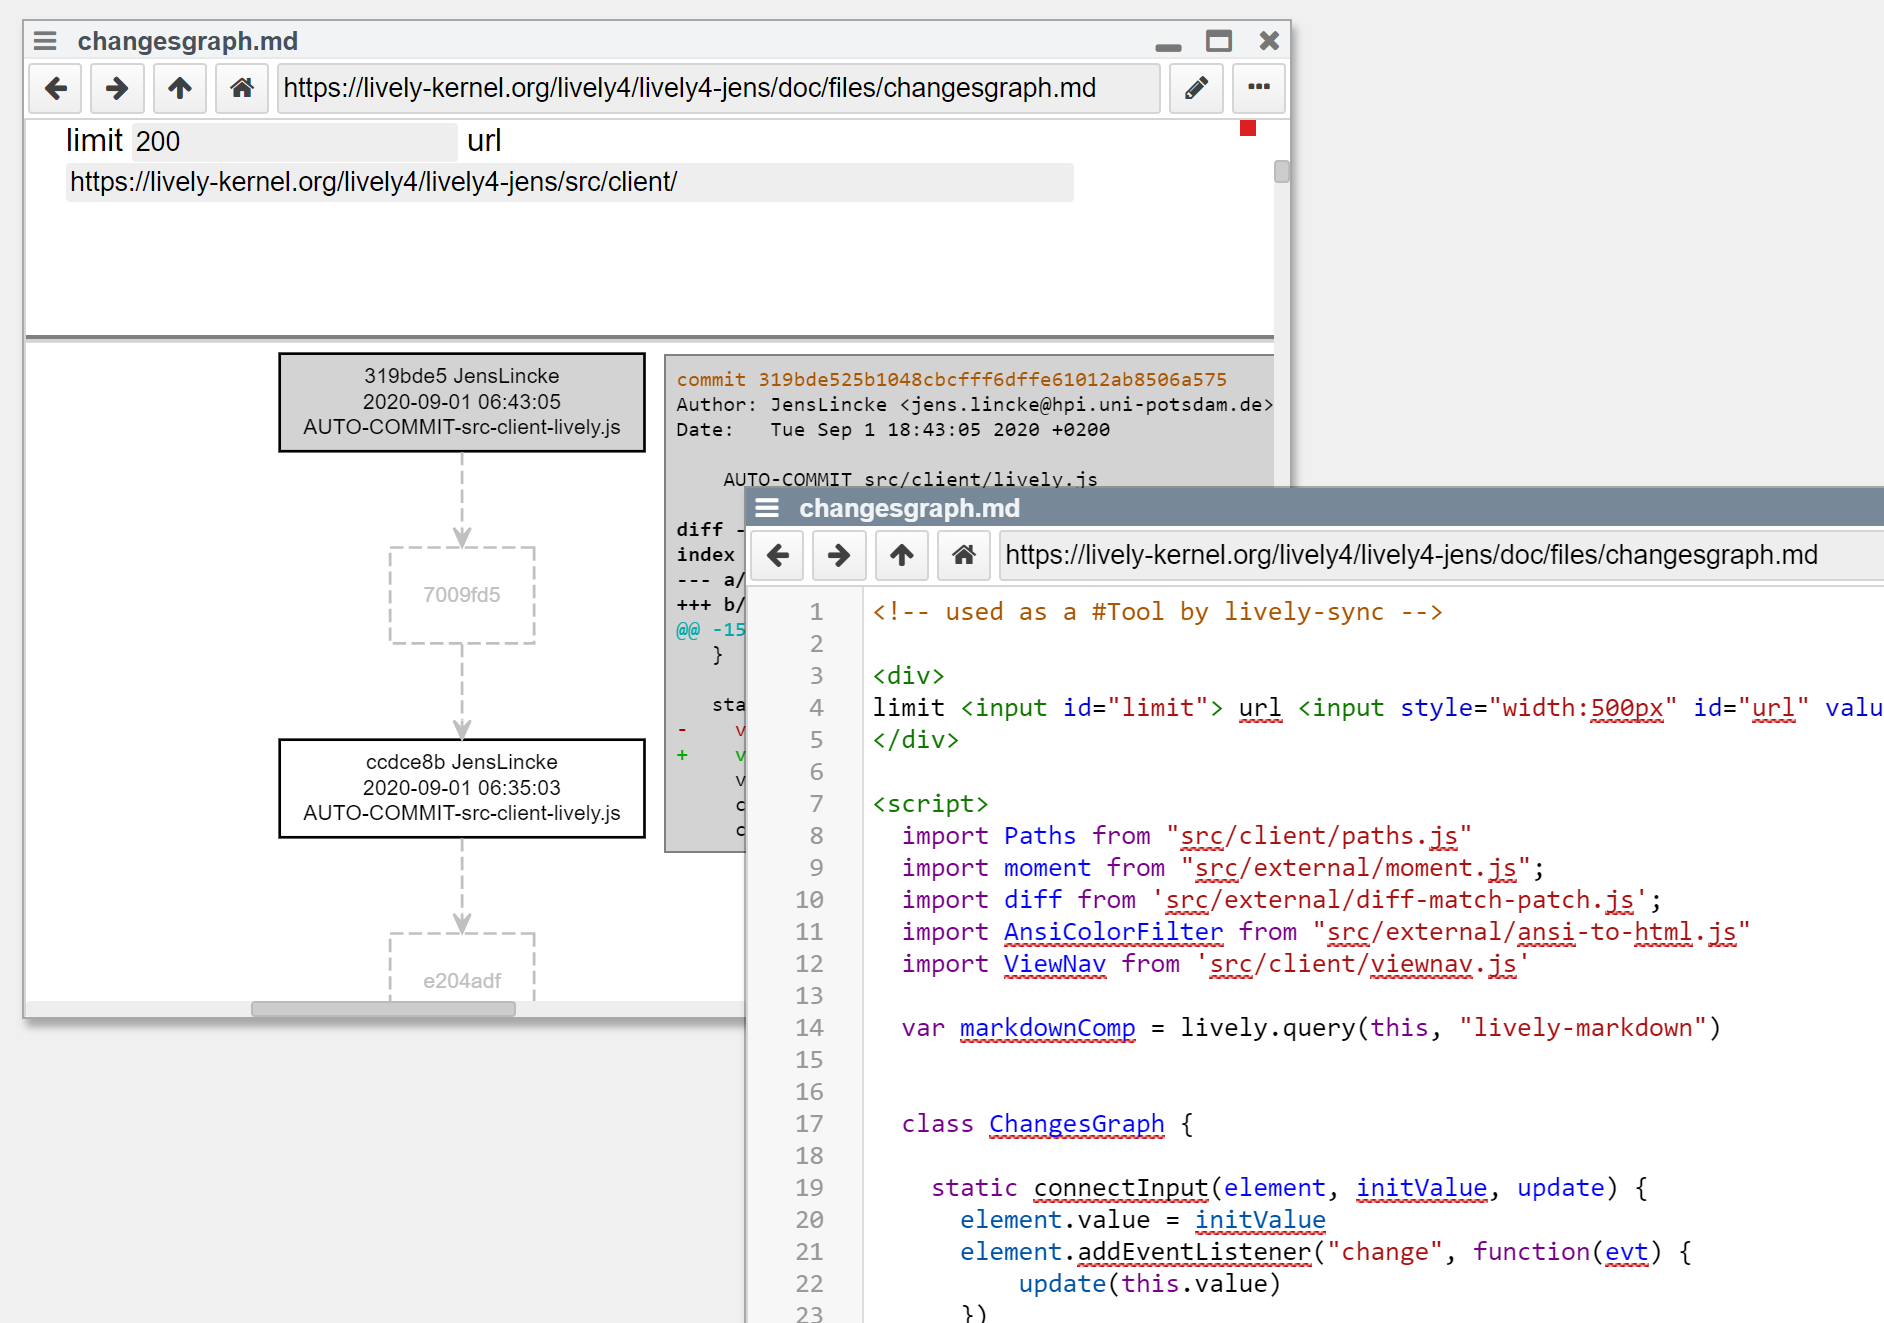 changesgraph.md
https://lively-kernel.org/lively4/lively4-jens/doc/files/changesgraph.md
limit 200 url
https://lively-kernel.org/lively4/lively4-jens/src/client/
319bde5 JensLincke
2020-09-01 06:43:05
AUTO-COMMIT-src-client-lively.js
7009fd5
ccdce8b JensLincke
2020-09-01 06:35:03
AUTO-COMMIT-src-client-lively.js
e204adf
commit 319bde525b1048cbcfff6dffe61012ab8506a575
Author: JensLincke <jens.lincke@hpi.uni-potsdam.de>
Date:   Tue Sep 1 18:43:05 2020 +0200
AUTO-COMMIT src/client/lively.js
diff -
index
--- a/
+++ b/
@@ -15
}
sta
- v
+ v
v
c
c
changesgraph.md
https://lively-kernel.org/lively4/lively4-jens/doc/files/changesgraph.md
1 <!-- used as a #Tool by lively-sync -->
2
3 <div>
4 limit <input id="limit"> url <input style="width:500px" id="url" valu
5 </div>
6
7 <script>
8   import Paths from "src/client/paths.js"
9   import moment from "src/external/moment.js";
10   import diff from 'src/external/diff-match-patch.js';
11   import AnsiColorFilter from "src/external/ansi-to-html.js"
12   import ViewNav from 'src/client/viewnav.js'
13
14   var markdownComp = lively.query(this, "lively-markdown")
15
16
17   class ChangesGraph {
18
19     static connectInput(element, initValue, update) {
20       element.value = initValue
21       element.addEventListener("change", function(evt) {
22           update(this.value)
23       })